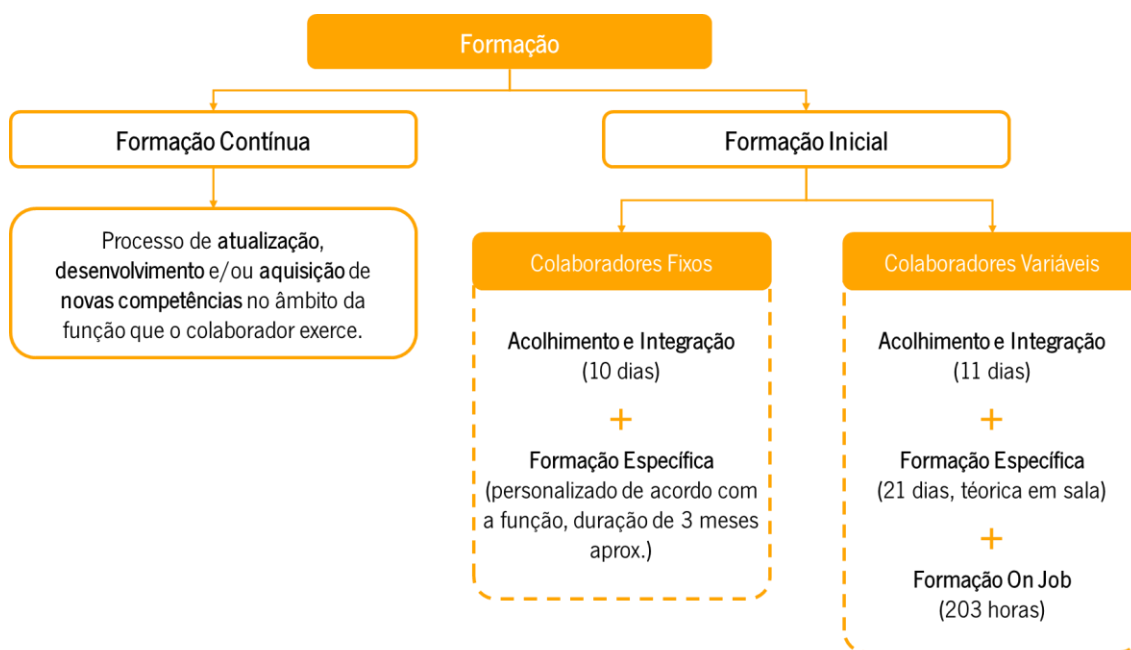 Formação
Formação Contínua
Processo de atualização,
desenvolvimento e/ou aquisição de
novas competências no âmbito da
função que o colaborador exerce.
Formação Inicial
Colaboradores Fixos
Acolhimento e Integração
(10 dias)
+
Formação Específica
(personalizado de acordo com
a função, duração de 3 meses
aprox.)
Colaboradores Variáveis
Acolhimento e Integração
(11 dias)
+
Formação Específica
(21 dias, téorica em sala)
+
Formação On Job
(203 horas)